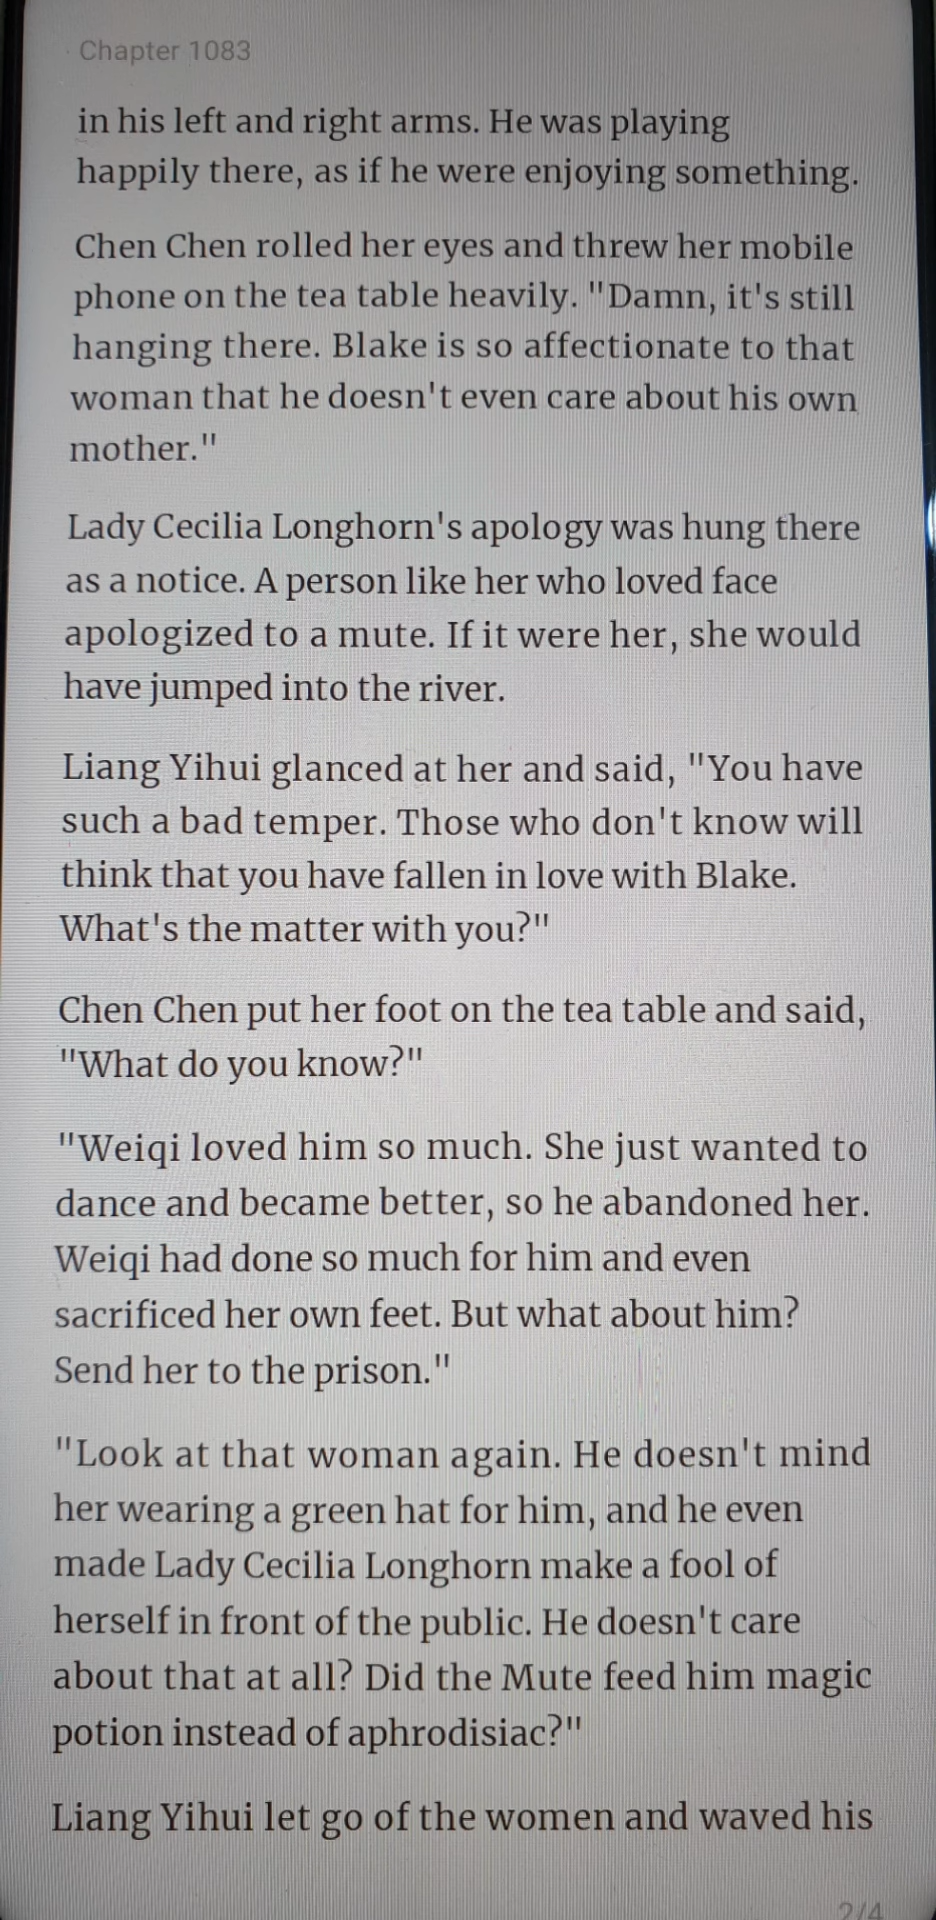 Chapter 1083
in his left and right arms. He was playing
happily there, as if he were enjoying something.
Chen Chen rolled her eyes and threw her mobile
phone on the tea table heavily. "Damn, it's still
hanging there. Blake is so affectionate to that
woman that he doesn't even care about his own
mother."
Lady Cecilia Longhorn's apology was hung there
as a notice. A person like her who loved face
apologized to a mute. If it were her, she would
have jumped into the river.
Liang Yihui glanced at her and said, "You have
such a bad temper. Those who don't know will
think that you have fallen in love with Blake.
What's the matter with you?"
Chen Chen put her foot on the tea table and said,
"What do you know?"
"Weiqi loved him so much. She just wanted to
dance and became better, so he abandoned her.
Weiqi had done so much for him and even
sacrificed her own feet. But what about him?
Send her to the prison."
"Look at that woman again. He doesn't mind
her wearing a green hat for him, and he even
made Lady Cecilia Longhorn make a fool of
herself in front of the public. He doesn't care
about that at all? Did the Mute feed him magic
potion instead of aphrodisiac?"
Liang Yihui let go of the women and waved his
2/4